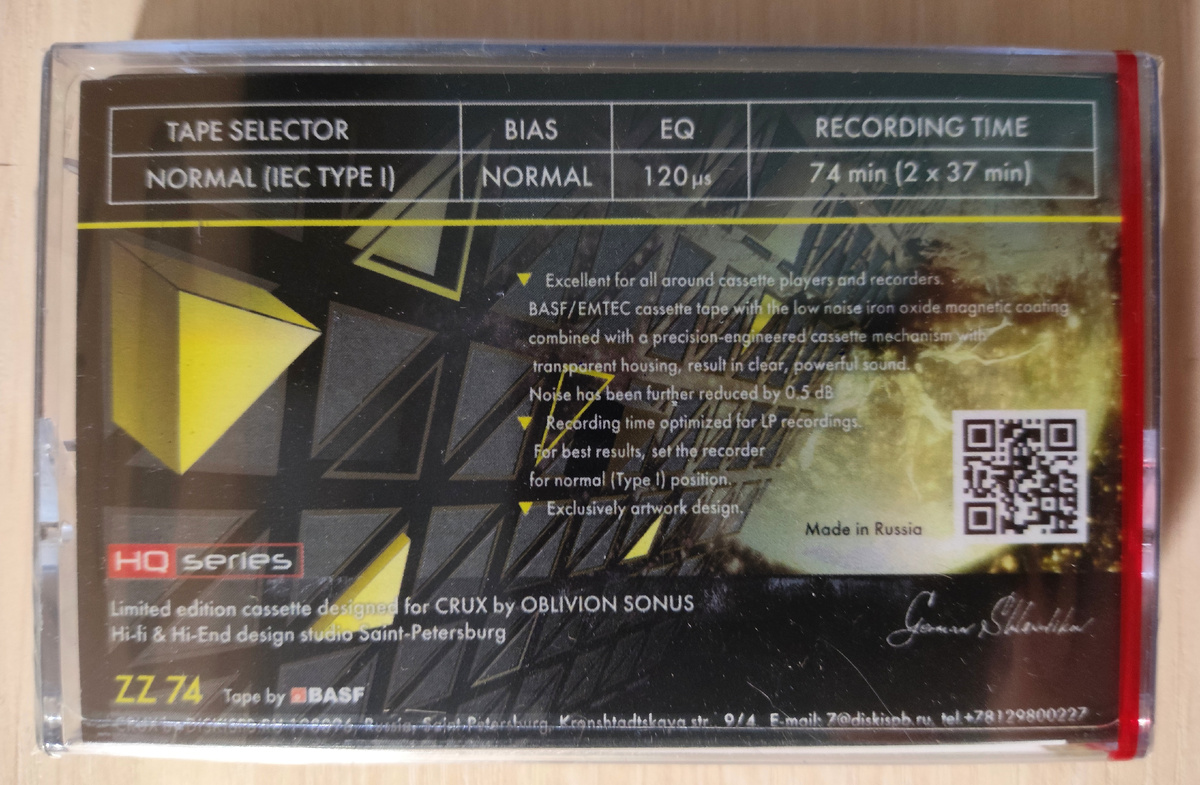 TAPE SELECTOR BIAS EQ RECORDING TIME
NORMAL (IEC TYPE I) NORMAL 120 µs 74 min (2 x 37 min)
Excellent for all around cassette players and recorders.
BASF/EMTEC cassette tape with the low noise iron oxide magnetic coating
combined with a precision-engineered cassette mechanism with
transparent housing, result in clear, powerful sound.
Noise has been further reduced by 0.5 dB
Recording time optimized for LP recordings.
For best results, set the recorder
for normal (Type I) position.
Exclusively artwork design.
Made in Russia
HQ series
Limited edition cassette designed for CRUX by OBLIVION SONUS
Hi-fi & Hi-End design studio Saint-Petersburg
ZZ 74 Tape by BASF
Russia, Saint-Petersburg, Kronshtadtskaya str., 9/4, E-mail: 7@diskispb.ru, tel.+78129800227